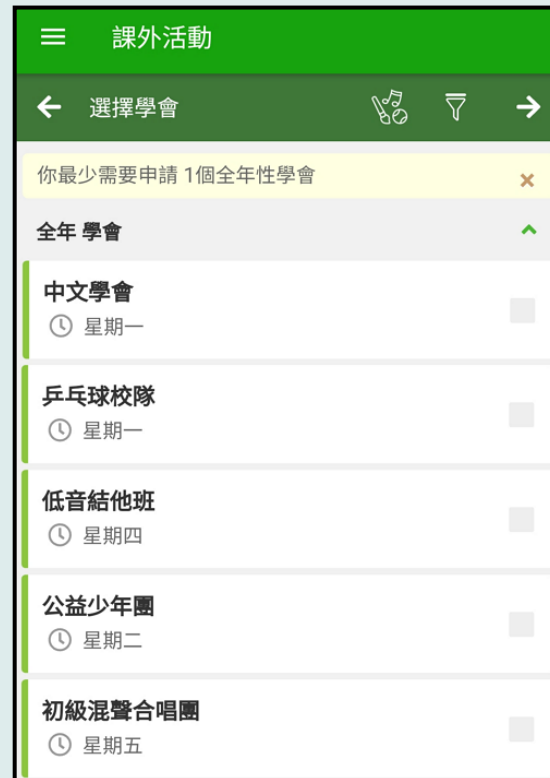 課外活動
選擇學會
你最少需要申請 1個全年性學會
全年 學會
中文學會
星期一
乒乓球校隊
星期一
低音結他班
星期四
公益少年團
星期二
初級混聲合唱團
星期五